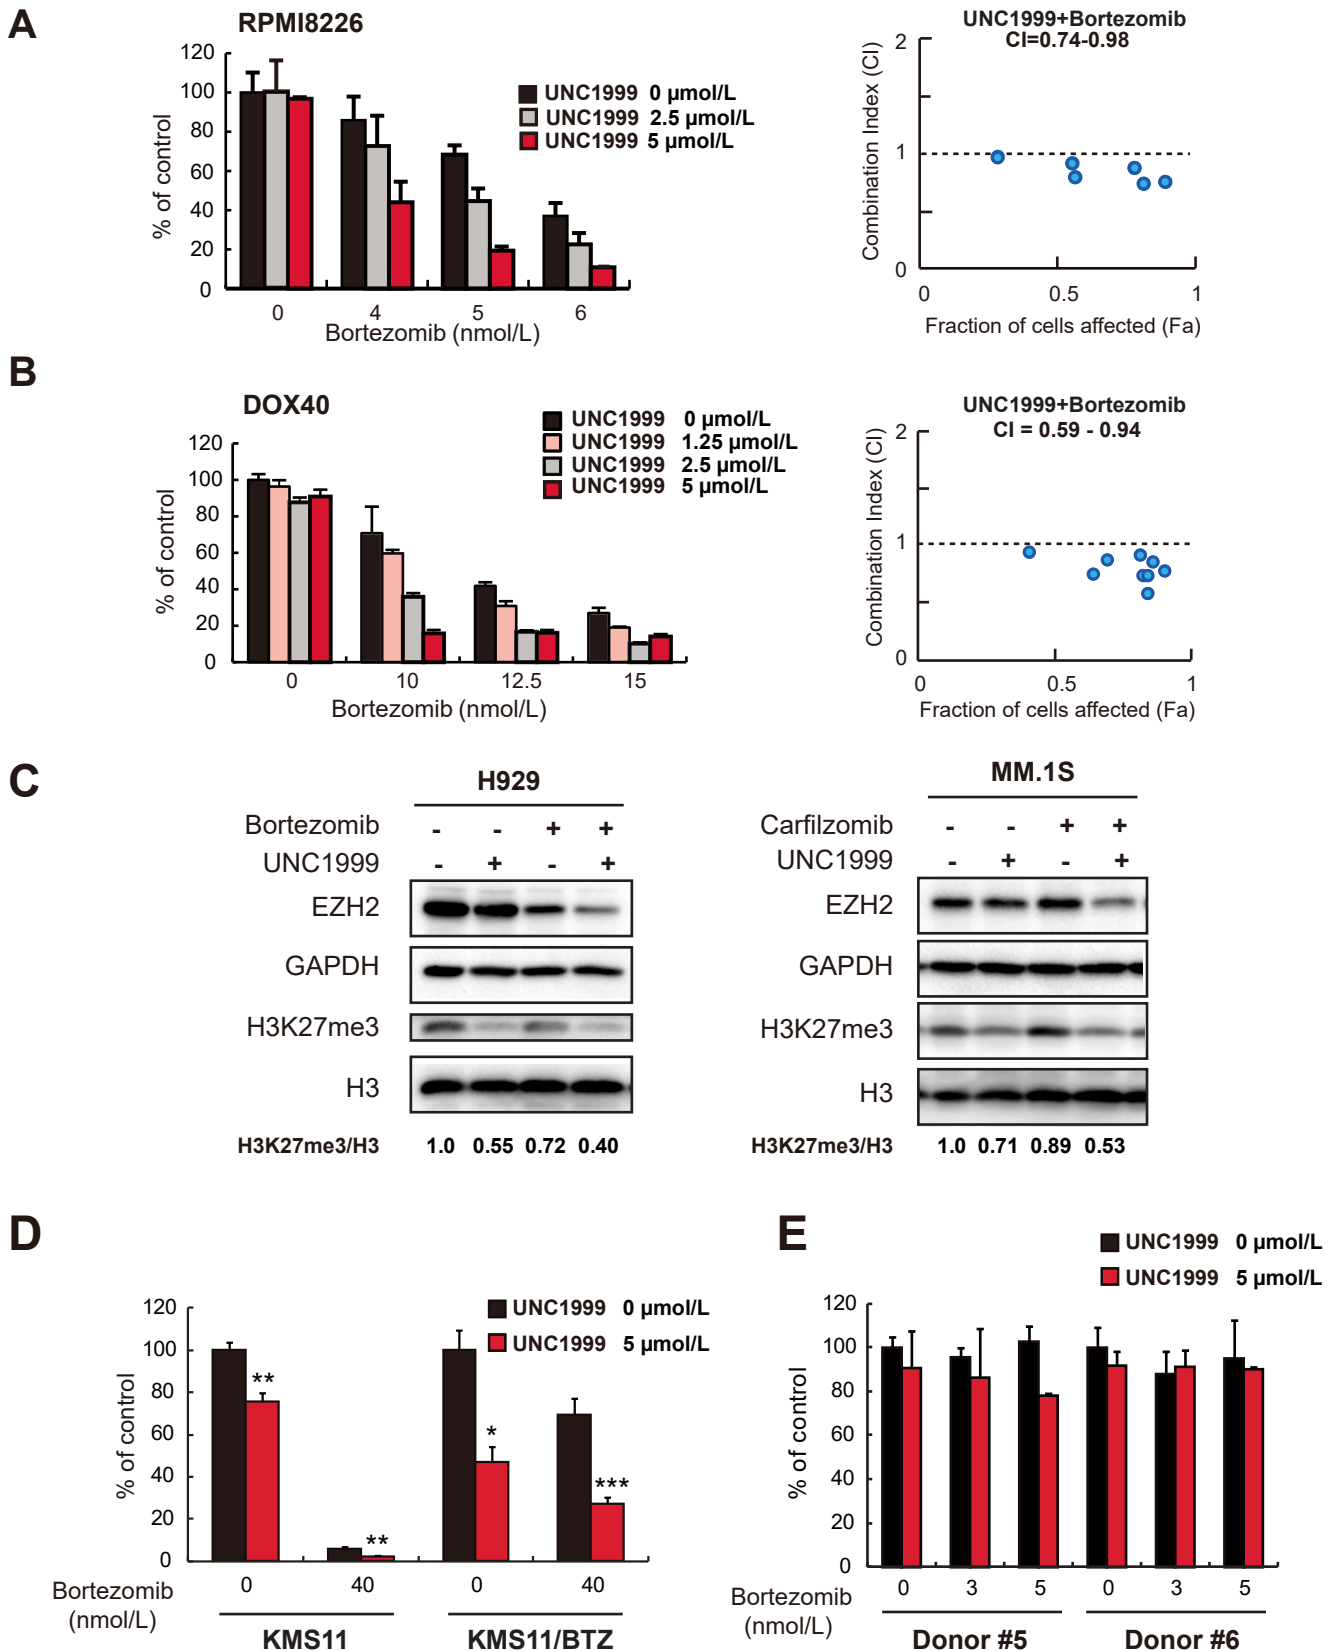 A
RPMI8226
120
100
80
60
40
20
0
% of control
0 4 5 6
Bortezomib (nmol/L)
UNC1999 0 µmol/L
UNC1999 2.5 µmol/L
UNC1999 5 µmol/L
UNC1999+Bortezomib
CI=0.74-0.98
2
1
0
Combination Index (CI)
0 0.5 1
Fraction of cells affected (Fa)
B
DOX40
120
100
80
60
40
20
0
% of control
0 10 12.5 15
Bortezomib (nmol/L)
UNC1999 0 µmol/L
UNC1999 1.25 µmol/L
UNC1999 2.5 µmol/L
UNC1999 5 µmol/L
UNC1999+Bortezomib
CI = 0.59 - 0.94
2
1
0
Combination Index (CI)
0 0.5 1
Fraction of cells affected (Fa)
C
H929
Bortezomib - - + +
UNC1999 - + - +
EZH2
GAPDH
H3K27me3
H3
H3K27me3/H3 1.0 0.55 0.72 0.40
MM.1S
Carfilzomib - - + +
UNC1999 - + - +
EZH2
GAPDH
H3K27me3
H3
H3K27me3/H3 1.0 0.71 0.89 0.53
D
UNC1999 0 µmol/L
UNC1999 5 µmol/L
120
100
80
60
40
20
0
% of control
** ** * ***
Bortezomib (nmol/L)
0 40 0 40
KMS11 KMS11/BTZ
E
UNC1999 0 µmol/L
UNC1999 5 µmol/L
120
100
80
60
40
20
0
% of control
Bortezomib (nmol/L)
0 3 5 0 3 5
Donor #5 Donor #6